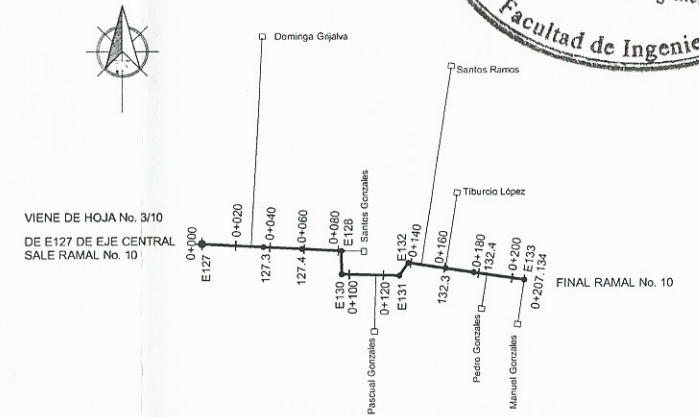 Facultad de Ingenie
Dominga Grijalva
Santos Ramos
Tiburcio López
VIENE DE HOJA No. 3/10
DE E127 DE EJE CENTRAL
SALE RAMAL No. 10
0+000
E127
0+020
0+040
127.3
0+060
127.4
0+080
E128
Santos Gonzales
E130
0+100
0+120
E131
E132
0+140
0+160
132.3
0+180
132.4
0+200
E133
0+207.134
FINAL RAMAL No. 10
Pascual Gonzales
Pedro Gonzales
Manuel Gonzales